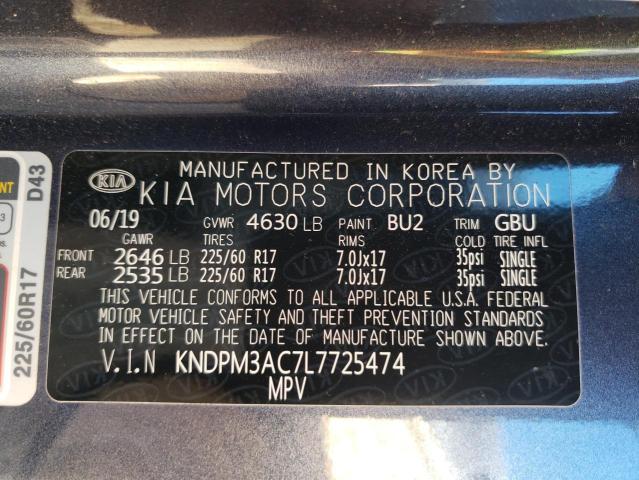 MANUFACTURED IN KOREA BY
KIA KIA MOTORS CORPORATION
06/19 GVWR 4630 LB PAINT BU2 TRIM GBU
GAWR TIRES RIMS COLD TIRE INFL
FRONT 2646 LB 225/60 R17 7.0Jx17 35psi SINGLE
REAR 2535 LB 225/60 R17 7.0Jx17 35psi SINGLE
THIS VEHICLE CONFORMS TO ALL APPLICABLE U.S.A. FEDERAL
MOTOR VEHICLE SAFETY AND THEFT PREVENTION STANDARDS
IN EFFECT ON THE DATE OF MANUFACTURE SHOWN ABOVE.
V.I.N KNDPM3AC7L7725474
MPV
D43
225/60R17